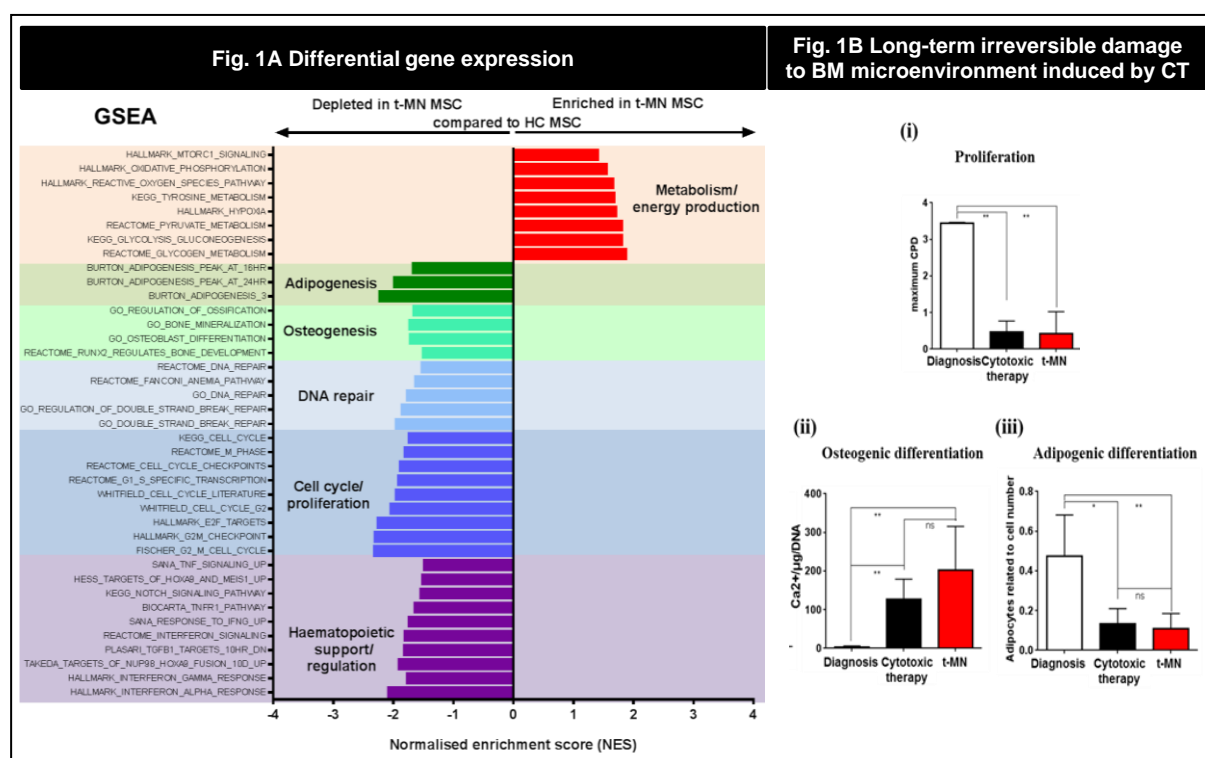 Fig. 1A Differential gene expression
Fig. 1B Long-term irreversible damage
to BM microenvironment induced by CT
GSEA
Depleted in t-MN MSC
Enriched in t-MN MSC
compared to HC MSC
HALLMARK_MTORC1_SIGNALING
HALLMARK_OXIDATIVE_PHOSPHORYLATION
HALLMARK_REACTIVE_OXYGEN_SPECIES_PATHWAY
KEGG_TYROSINE_METABOLISM
HALLMARK_HYPOXIA
REACTOME_PYRUVATE_METABOLISM
KEGG_GLYCOLYSIS_GLUCONEOGENESIS
REACTOME_GLYCOGEN_METABOLISM
Metabolism/
energy production
BURTON_ADIPOGENESIS_PEAK_AT_16HR
BURTON_ADIPOGENESIS_PEAK_AT_24HR
BURTON_ADIPOGENESIS_3
Adipogenesis
GO_REGULATION_OF_OSSIFICATION
GO_BONE_MINERALIZATION
GO_OSTEOBLAST_DIFFERENTIATION
REACTOME_RUNX2_REGULATES_BONE_DEVELOPMENT
Osteogenesis
REACTOME_DNA_REPAIR
REACTOME_FANCONI_ANEMIA_PATHWAY
GO_DNA_REPAIR
GO_REGULATION_OF_DOUBLE_STRAND_BREAK_REPAIR
GO_DOUBLE_STRAND_BREAK_REPAIR
DNA repair
KEGG_CELL_CYCLE
REACTOME_M_PHASE
REACTOME_CELL_CYCLE_CHECKPOINTS
REACTOME_G1_S_SPECIFIC_TRANSCRIPTION
WHITFIELD_CELL_CYCLE_LITERATURE
WHITFIELD_CELL_CYCLE_G2
HALLMARK_E2F_TARGETS
HALLMARK_G2M_CHECKPOINT
FISCHER_G2_M_CELL_CYCLE
Cell cycle/
proliferation
SANA_TNF_SIGNALING_UP
HESS_TARGETS_OF_HOXA9_AND_MEIS1_UP
KEGG_NOTCH_SIGNALING_PATHWAY
BIOCARTA_TNFR1_PATHWAY
SANA_RESPONSE_TO_IFNG_UP
REACTOME_INTERFERON_SIGNALING
PLASARI_TGFB1_TARGETS_10HR_DN
TAKEDA_TARGETS_OF_NUP98_HOXA9_FUSION_10D_UP
HALLMARK_INTERFERON_GAMMA_RESPONSE
HALLMARK_INTERFERON_ALPHA_RESPONSE
Haematopoietic
support/
regulation
-4 -3 -2 -1 0 1 2 3 4
Normalised enrichment score (NES)
(i)
Proliferation
maximum CPD
4
3
2
1
0
** **
Diagnosis Cytotoxic therapy t-MN
(ii)
Osteogenic differentiation
Ca2+/µg/DNA
400
300
200
100
-
**
ns
**
Diagnosis Cytotoxic therapy t-MN
(iii)
Adipogenic differentiation
Adipocytes related to cell number
0.8
0.6
0.4
0.2
0.0
* **
ns
Diagnosis Cytotoxic therapy t-MN